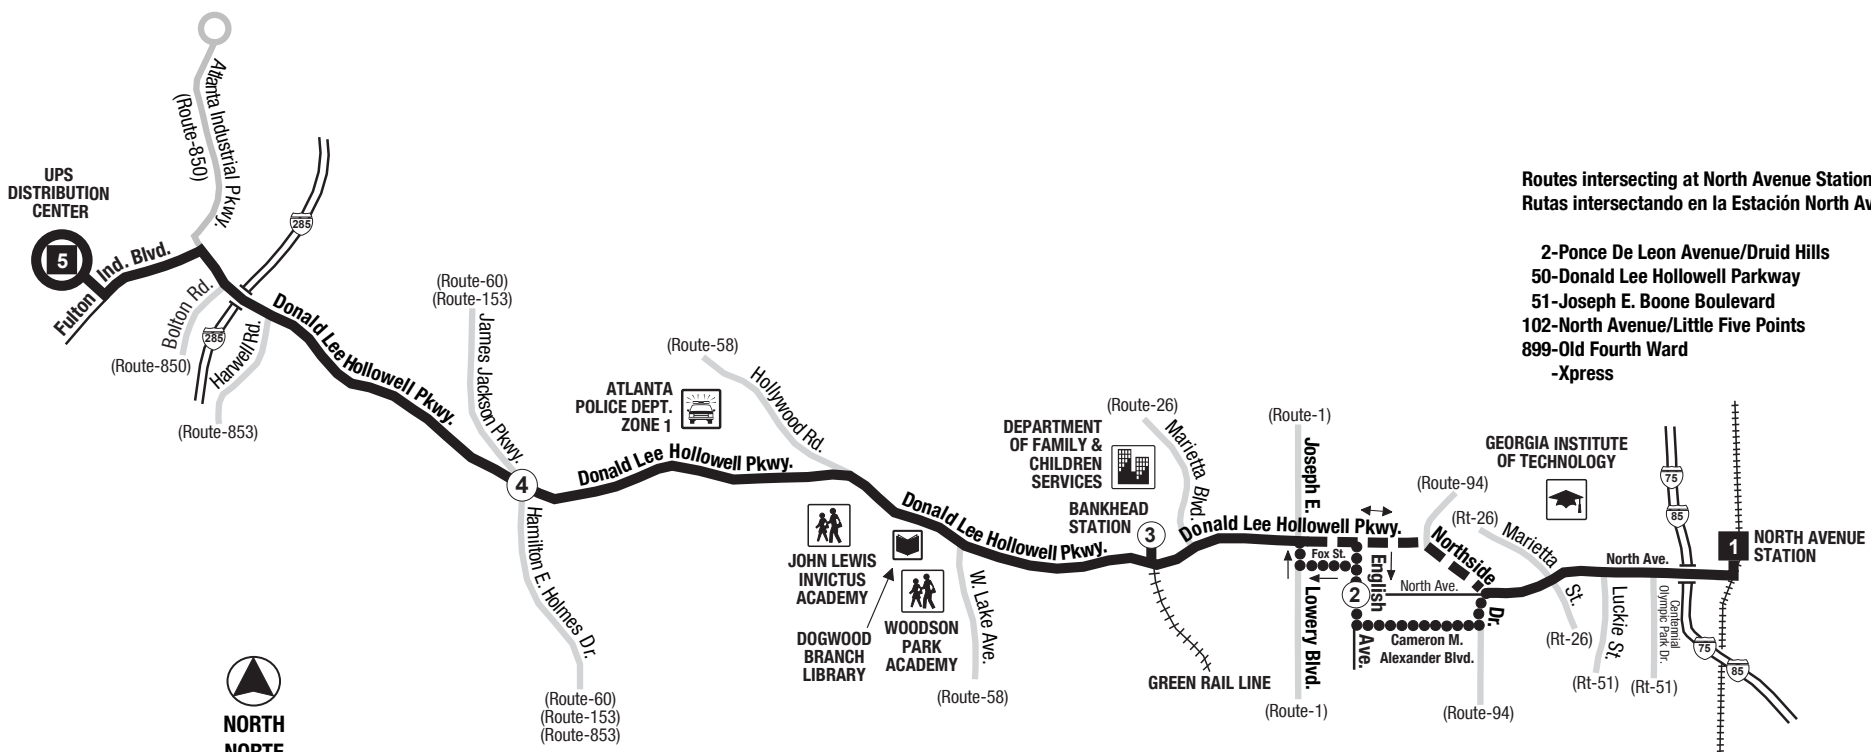 Atlanta Industrial Pkwy.
(Route-850)
UPS
DISTRIBUTION
CENTER
5
Fulton
Ind. Blvd.
285
Bolton Rd.
(Route-850)
285
Harwell Rd.
(Route-853)
Donald Lee Hollowell Pkwy.
(Route-60)
(Route-153)
James Jackson Pkwy.
4
Hamilton E. Holmes Dr.
(Route-60)
(Route-153)
(Route-853)
ATLANTA
POLICE DEPT.
ZONE 1
Donald Lee Hollowell Pkwy.
(Route-58)
Hollywood Rd.
JOHN LEWIS
INVICTUS
ACADEMY
DOGWOOD
BRANCH
LIBRARY
WOODSON
PARK
ACADEMY
Donald Lee Hollowell Pkwy.
W. Lake Ave.
(Route-58)
DEPARTMENT
OF FAMILY &
CHILDREN
SERVICES
BANKHEAD
STATION
3
(Route-26)
Marietta Blvd.
GREEN RAIL LINE
Donald Lee Hollowell Pkwy.
(Route-1)
Joseph E.
Lowery Blvd.
(Route-1)
Fox St.
English
Ave.
2
North Ave.
Cameron M.
Alexander Blvd.
(Route-94)
Northside
Dr.
(Route-94)
GEORGIA INSTITUTE
OF TECHNOLOGY
(Rt-26)
Marietta
St.
(Rt-26)
North Ave.
Luckie St.
(Rt-51)
Centennial
Olympic Park Dr.
(Rt-51)
75
85
75
85
1
NORTH AVENUE
STATION
Routes intersecting at North Avenue Station
Rutas intersectando en la Estación North Av
2-Ponce De Leon Avenue/Druid Hills
50-Donald Lee Hollowell Parkway
51-Joseph E. Boone Boulevard
102-North Avenue/Little Five Points
899-Old Fourth Ward
-Xpress
NORTH
NORTE